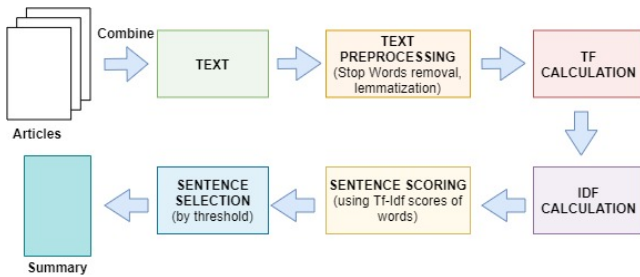 Combine
Articles
TEXT
TEXT
PREPROCESSING
(Stop Words removal,
lemmatization)
TF
CALCULATION
IDF
CALCULATION
SENTENCE SCORING
(using Tf-Idf scores of
words)
SENTENCE
SELECTION
(by threshold)
Summary